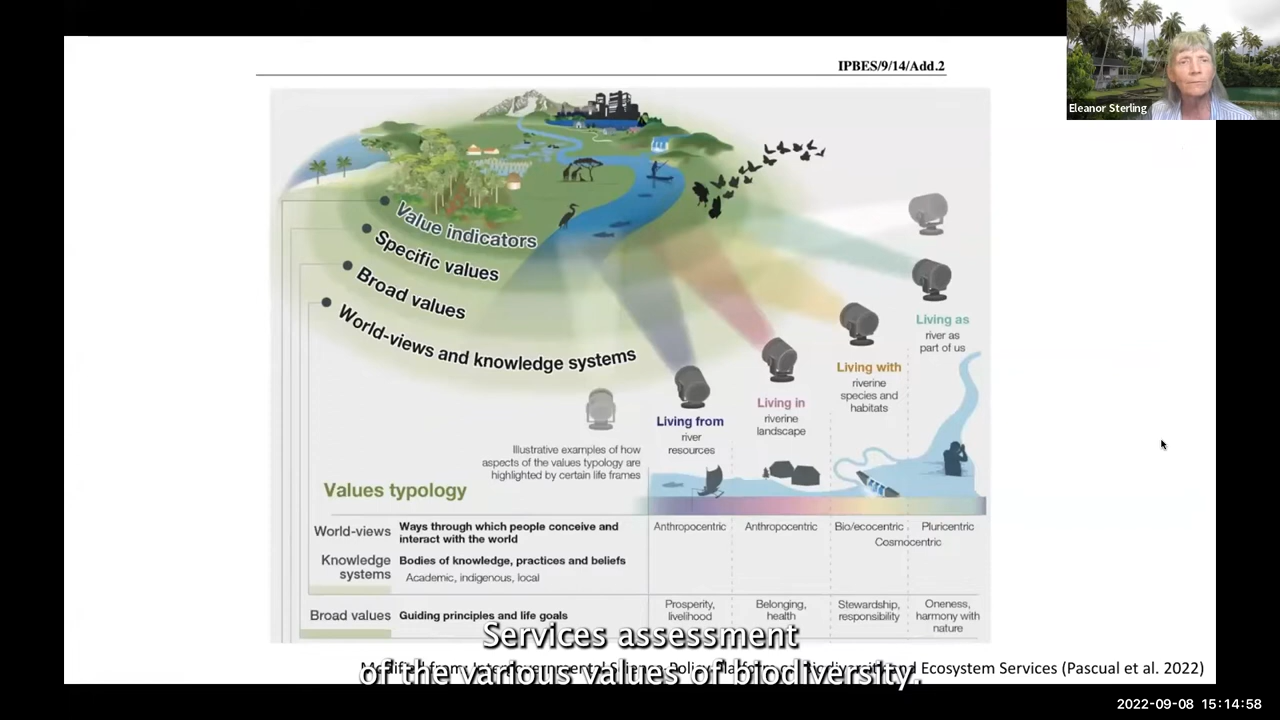 IPBES/9/14/Add.2
Eleanor Sterling
Value indicators
Specific values
Broad values
World-views and knowledge systems
Living as
river as
part of us
Living with
riverine
species and
habitats
Living in
riverine
landscape
Living from
river
resources
Illustrative examples of how
aspects of the values typology are
highlighted by certain life frames
Values typology
World-views Ways through which people conceive and
interact with the world
Anthropocentric Anthropocentric Bio/ecocentric Pluricentric
Cosmocentric
Knowledge
systems
Bodies of knowledge, practices and beliefs
Academic, indigenous, local
Broad values Guiding principles and life goals
Prosperity,
livelihood
Belonging,
health
Stewardship,
responsibility
Oneness,
harmony with
nature
Services assessment
of the various values of biodiversity.
Ecosystem Services (Pascual et al. 2022)
2022-09-08 15:14:58